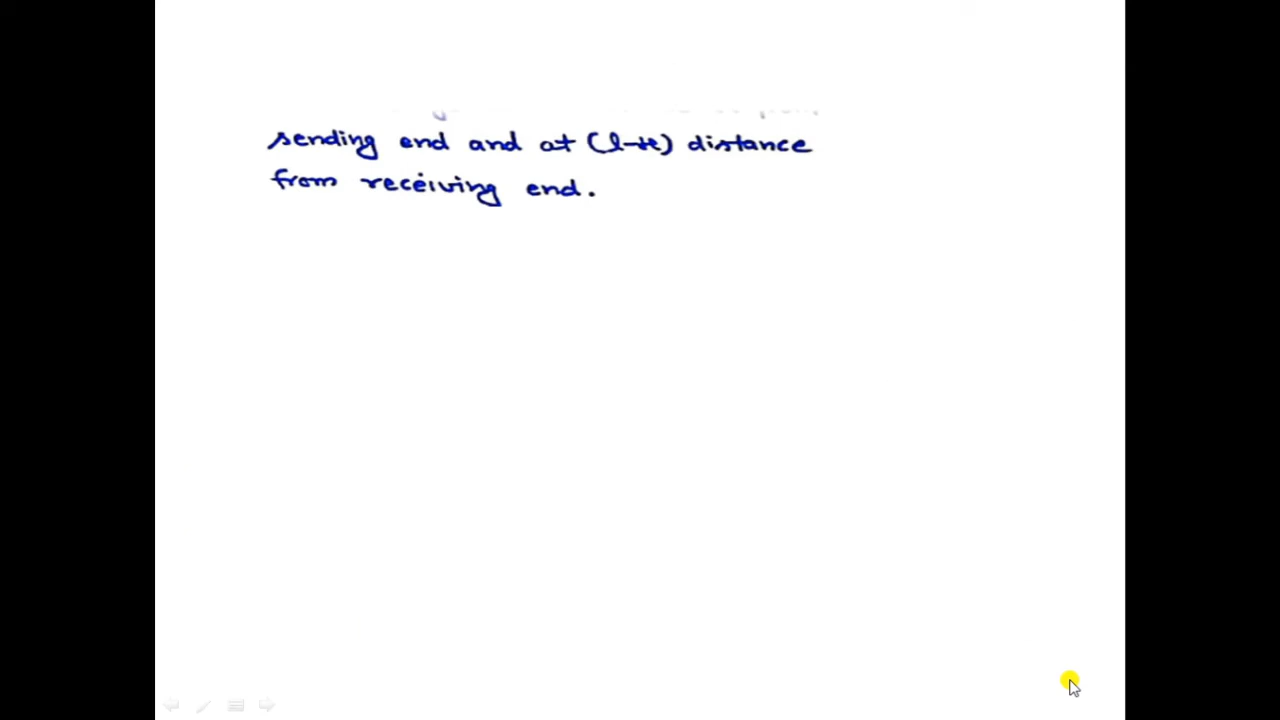 sending end and at (l-x) distance
from receiving end.